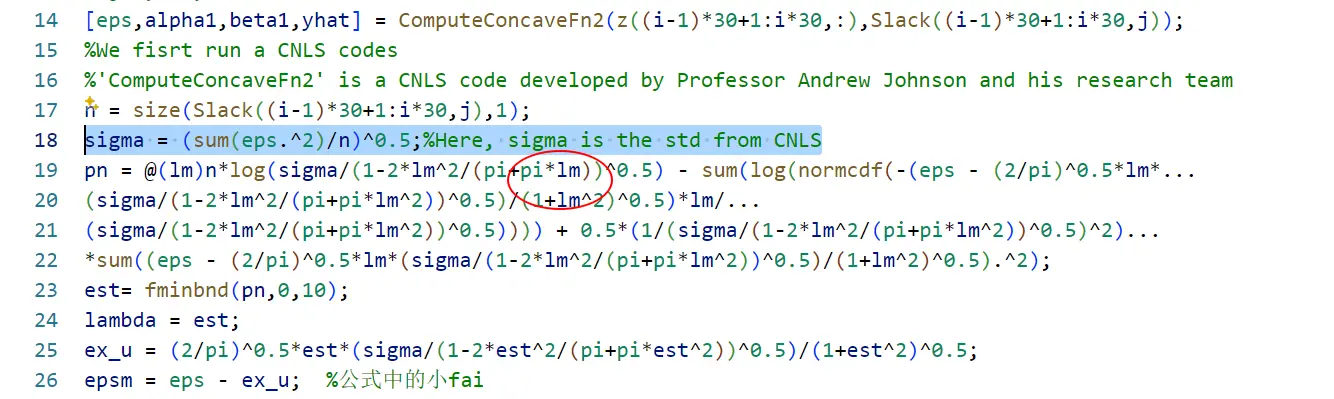 14 [eps,alpha1,beta1,yhat] = ComputeConcaveFn2(z((i-1)*30+1:i*30,:),Slack((i-1)*30+1:i*30,j));
15 %We fisrt run a CNLS codes
16 %'ComputeConcaveFn2' is a CNLS code developed by Professor Andrew Johnson and his research team
17 n = size(Slack((i-1)*30+1:i*30,j),1);
18 sigma = (sum(eps.^2)/n)^0.5;%Here, sigma is the std from CNLS
19 pn = @(lm)n*log(sigma/(1-2*lm^2/(pi+pi*lm))^0.5) - sum(log(normcdf(-(eps - (2/pi)^0.5*lm*...
20 (sigma/(1-2*lm^2/(pi+pi*lm^2))^0.5)/(1+lm^2)^0.5)*lm/...
21 (sigma/(1-2*lm^2/(pi+pi*lm^2))^0.5)))) + 0.5*(1/(sigma/(1-2*lm^2/(pi+pi*lm^2))^0.5)^2)...
22 *sum((eps - (2/pi)^0.5*lm*(sigma/(1-2*lm^2/(pi+pi*lm^2))^0.5)/(1+lm^2)^0.5).^2);
23 est= fminbnd(pn,0,10);
24 lambda = est;
25 ex_u = (2/pi)^0.5*est*(sigma/(1-2*est^2/(pi+pi*est^2))^0.5)/(1+est^2)^0.5;
26 epsm = eps - ex_u;  %公式中的小fai